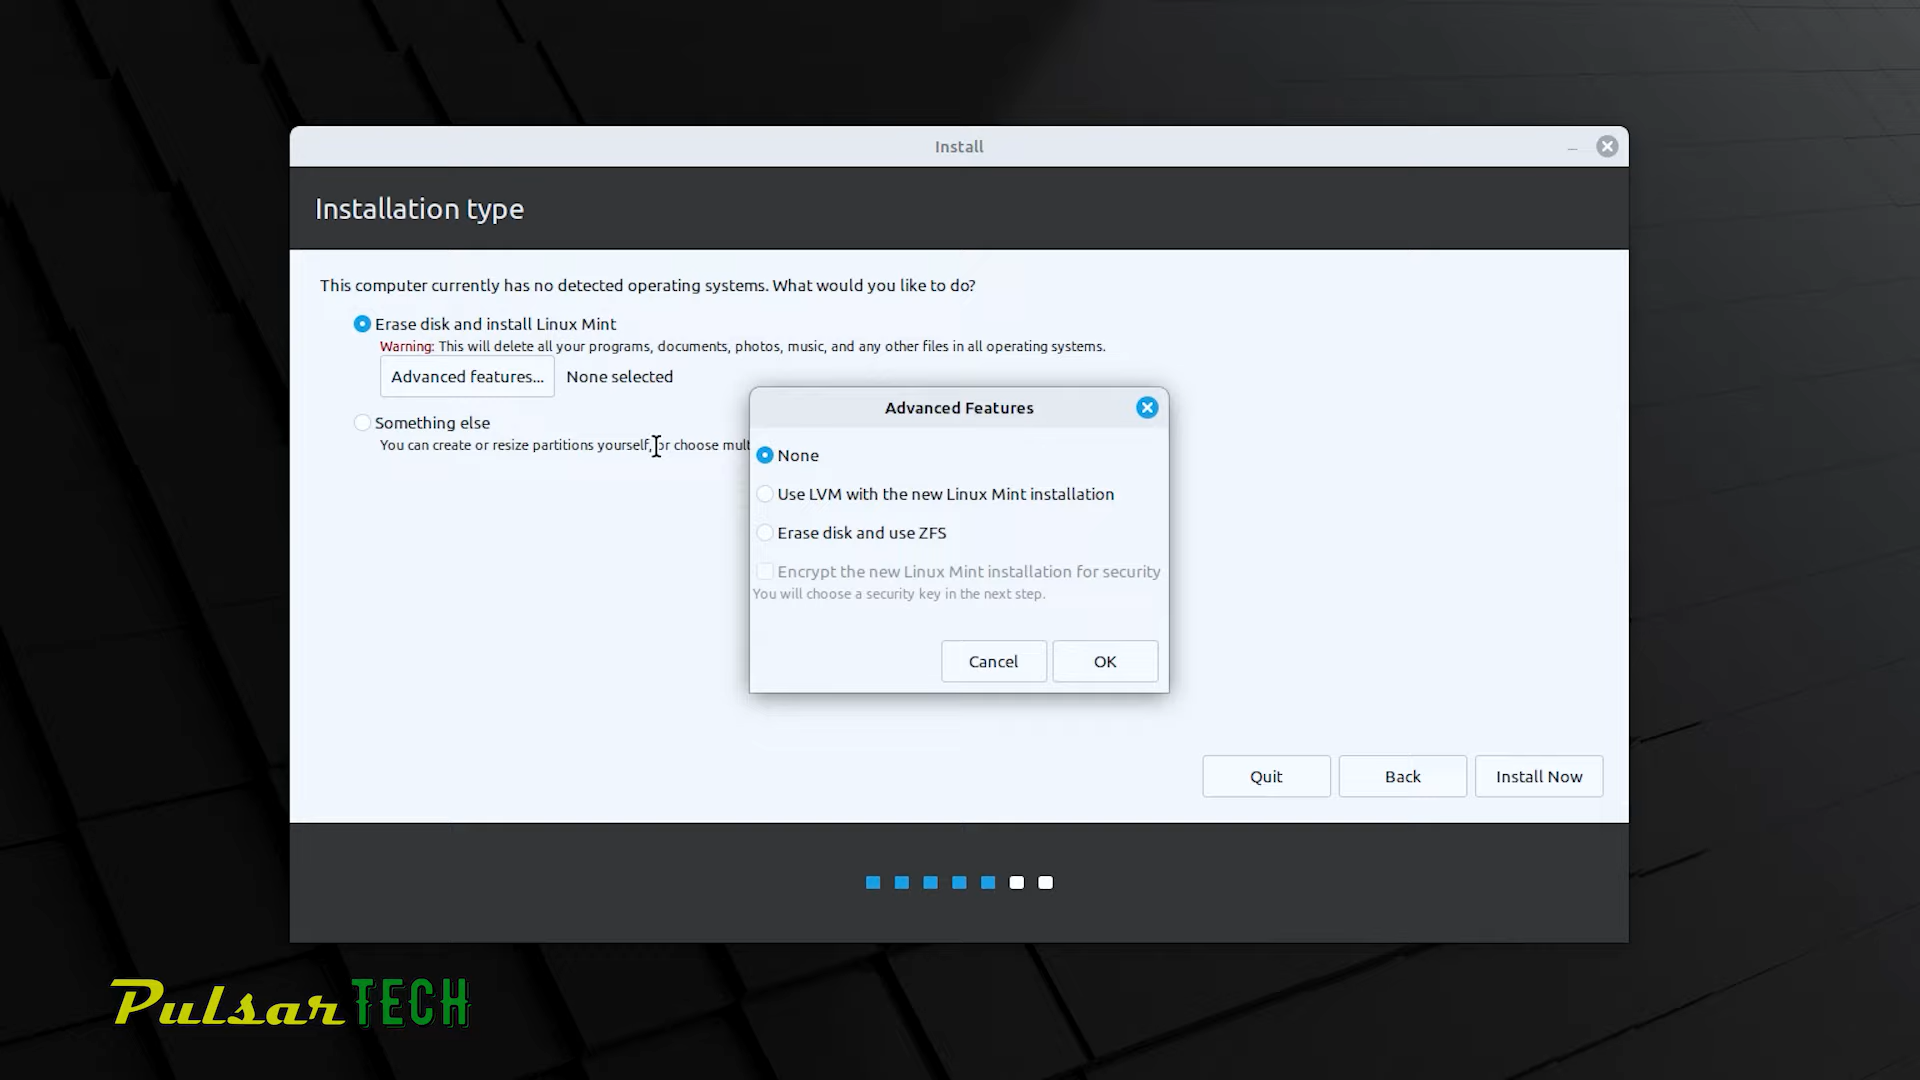 Install
Installation type
This computer currently has no detected operating systems. What would you like to do?
Erase disk and install Linux Mint
Warning: This will delete all your programs, documents, photos, music, and any other files in all operating systems.
Advanced features... None selected
Something else
You can create or resize partitions yourself, or choose mult
Advanced Features
None
Use LVM with the new Linux Mint installation
Erase disk and use ZFS
Encrypt the new Linux Mint installation for security
You will choose a security key in the next step.
Cancel OK
Quit Back Install Now
Pulsar TECH